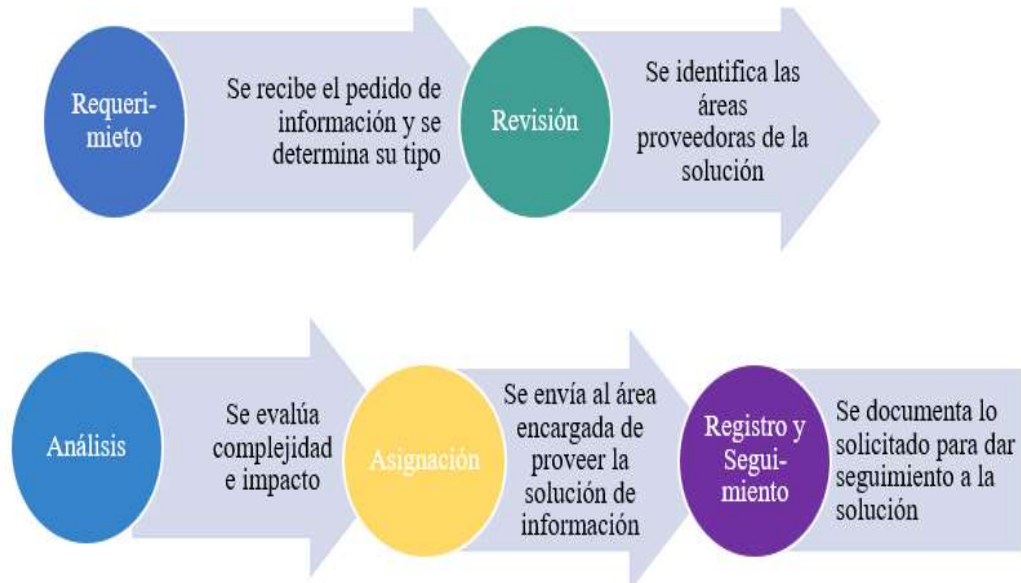 Requeri-
mieto
Se recibe el pedido de
información y se
determina su tipo
Revisión
Se identifica las
áreas
proveedoras de la
solución
Análisis
Se evalúa
complejidad
e impacto
Asignación
Se envía al área
encargada de
proveer la
solución de
información
Registro y
Segui-
miento
Se documenta lo
solicitado para dar
seguimiento a la
solución